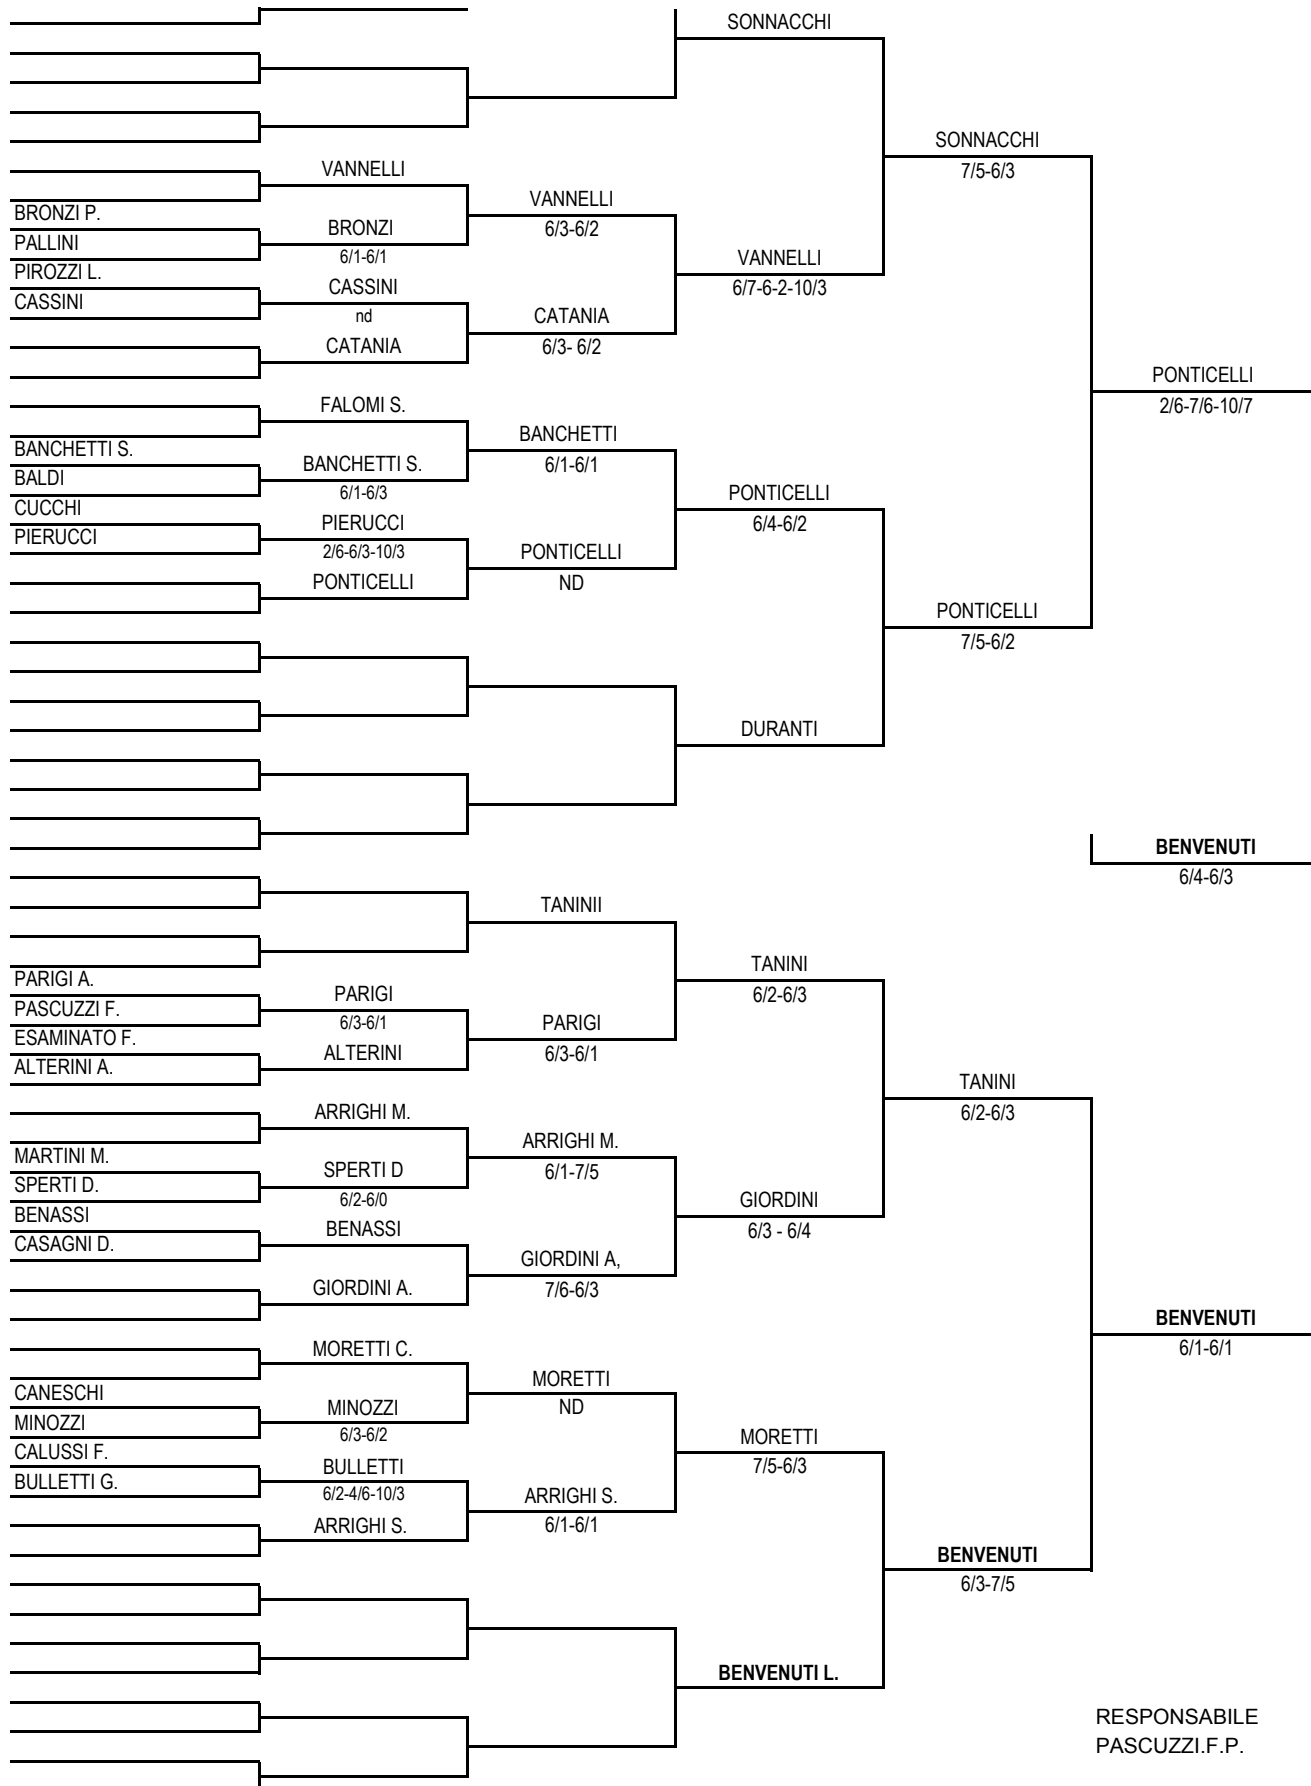 SONNACCHI
SONNACCHI
7/5-6/3
VANNELLI
VANNELLI
6/3-6/2
BRONZI P.
BRONZI
PALLINI
6/1-6/1
VANNELLI
6/7-6-2-10/3
PIROZZI L.
CASSINI
CASSINI
nd
CATANIA
6/3- 6/2
CATANIA
PONTICELLI
2/6-7/6-10/7
FALOMI S.
BANCHETTI
6/1-6/1
BANCHETTI S.
BANCHETTI S.
BALDI
6/1-6/3
PONTICELLI
6/4-6/2
CUCCHI
PIERUCCI
PIERUCCI
2/6-6/3-10/3
PONTICELLI
ND
PONTICELLI
PONTICELLI
7/5-6/2
DURANTI
BENVENUTI
6/4-6/3
TANINII
TANINI
6/2-6/3
PARIGI A.
PARIGI
PASCUZZI F.
6/3-6/1
PARIGI
6/3-6/1
ESAMINATO F.
ALTERINI
ALTERINI A.
TANINI
6/2-6/3
ARRIGHI M.
ARRIGHI M.
6/1-7/5
MARTINI M.
SPERTI D
SPERTI D.
6/2-6/0
GIORDINI
6/3 - 6/4
BENASSI
BENASSI
CASAGNI D.
GIORDINI A,
7/6-6/3
GIORDINI A.
BENVENUTI
6/1-6/1
MORETTI C.
MORETTI
ND
CANESCHI
MINOZZI
MINOZZI
6/3-6/2
MORETTI
7/5-6/3
CALUSSI F.
BULLETTI
BULLETTI G.
6/2-4/6-10/3
ARRIGHI S.
6/1-6/1
ARRIGHI S.
BENVENUTI
6/3-7/5
BENVENUTI L.
RESPONSABILE
PASCUZZI.F.P.